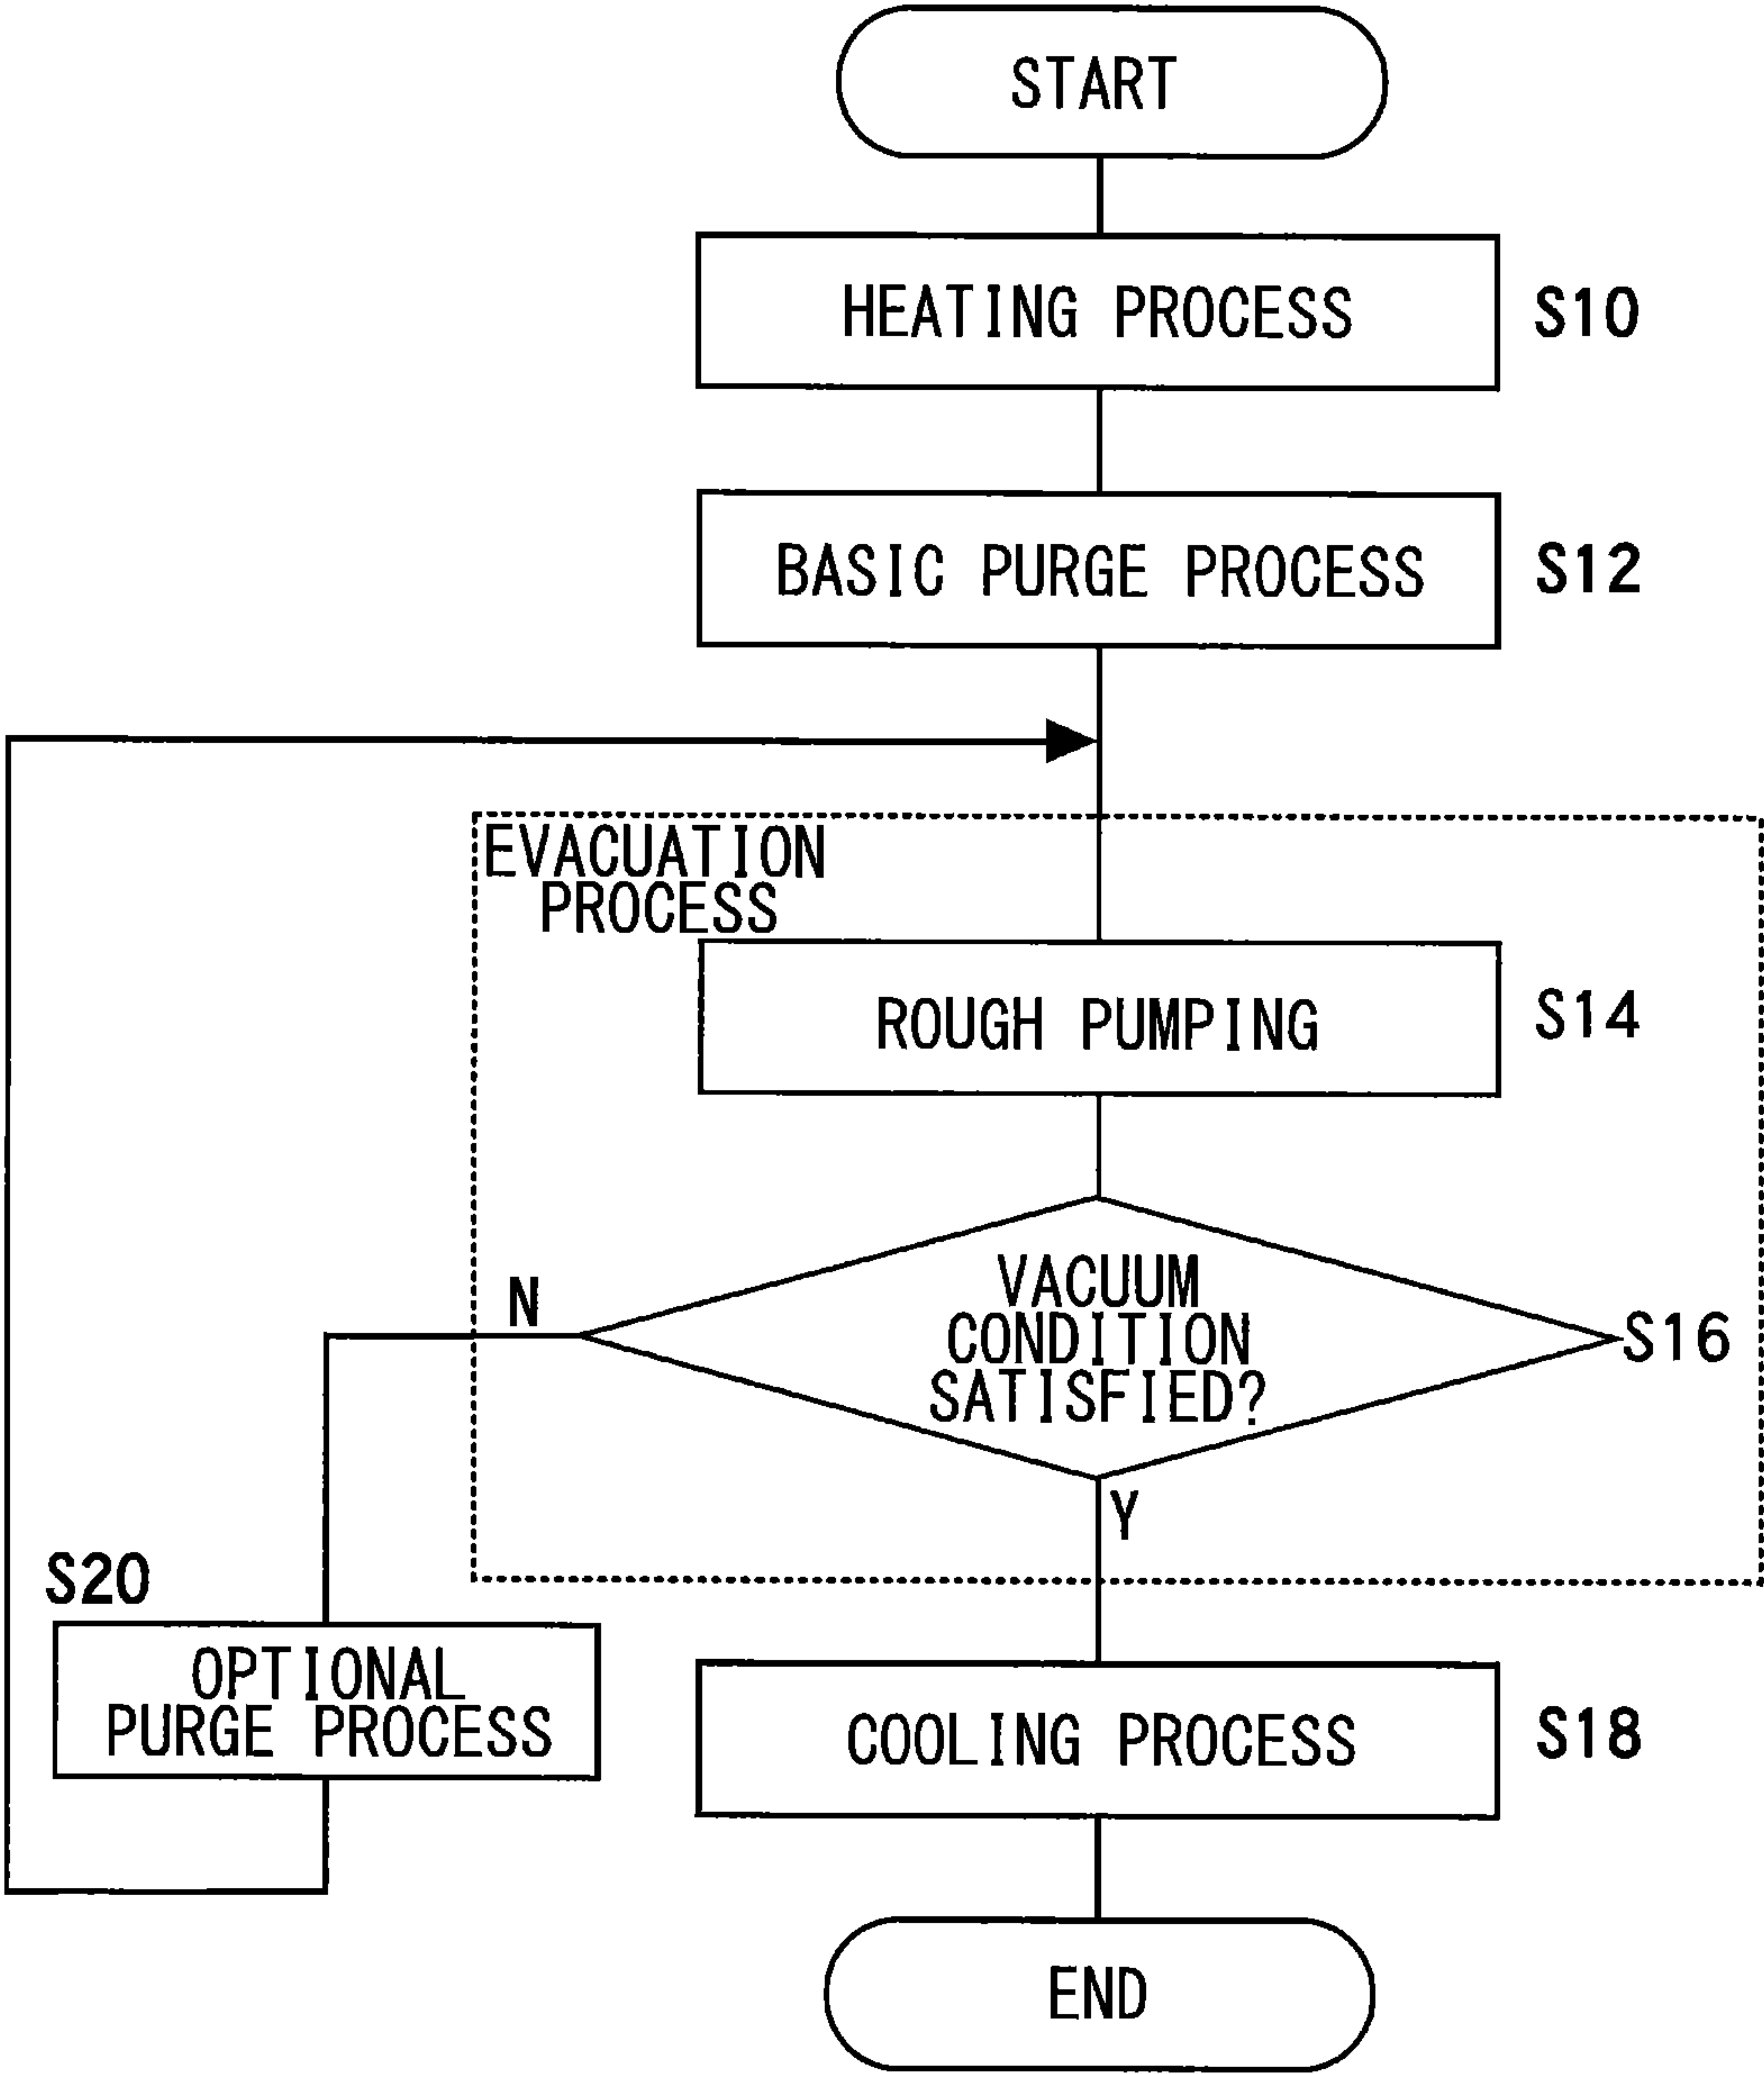 START
HEATING PROCESS
S10
BASIC PURGE PROCESS
S12
EVACUATION
PROCESS
ROUGH PUMPING
S14
VACUUM
CONDITION
SATISFIED?
N
S16
Y
S20
OPTIONAL
PURGE PROCESS
COOLING PROCESS
S18
END